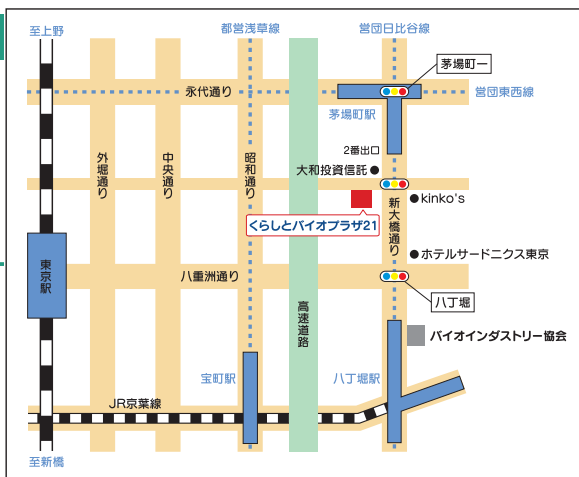 至上野
都営浅草線
営団日比谷線
茅場町一
永代通り
営団東西線
茅場町駅
2番出口
大和投資信託
外堀通り
中央通り
昭和通り
新大橋通り
kinko's
くらしとバイオプラザ21
ホテルサードニクス東京
東京駅
八重洲通り
八丁堀
高速道路
バイオインダストリー協会
宝町駅
八丁堀駅
JR京葉線
至新橋